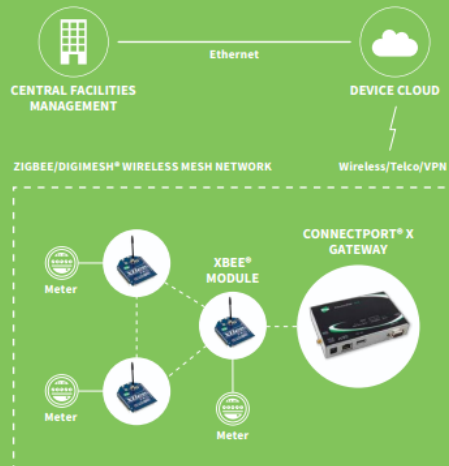 Ethernet
CENTRAL FACILITIES
MANAGEMENT
DEVICE CLOUD
ZIGBEE/DIGIMESH® WIRELESS MESH NETWORK
Wireless/Telco/VPN
CONNECTPORT® X
GATEWAY
XBEE®
MODULE
Meter
Meter
Meter